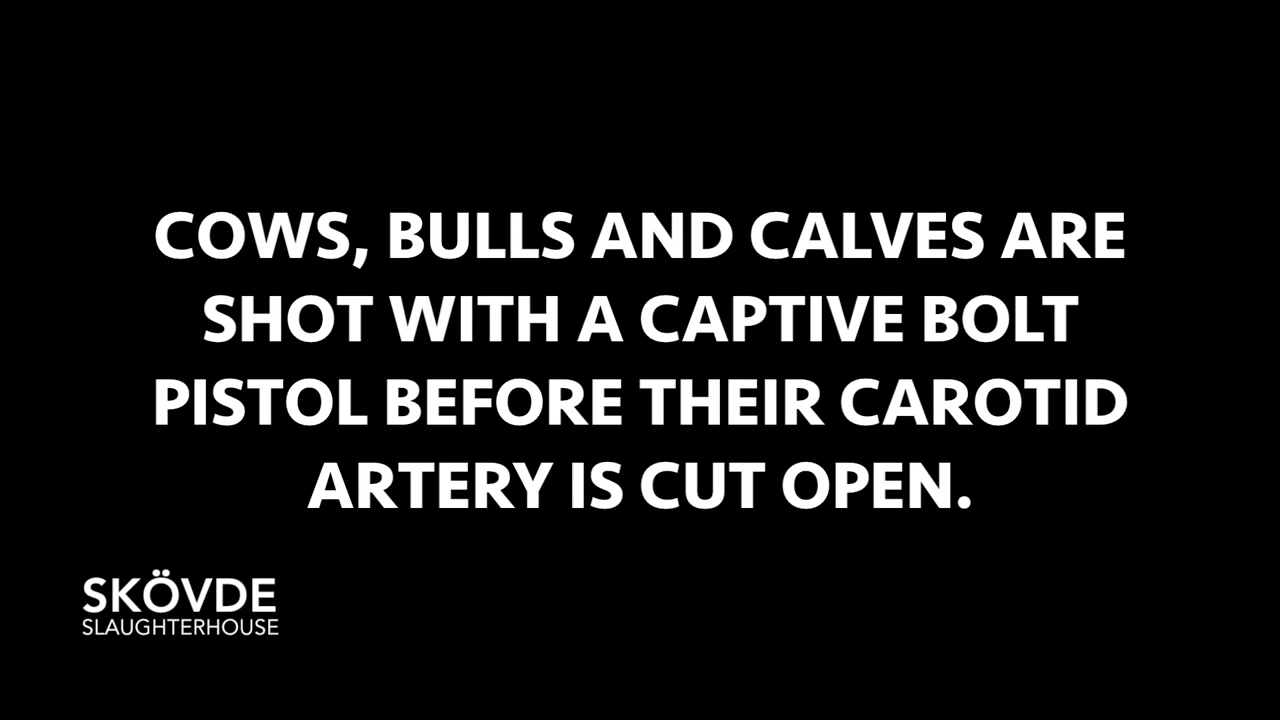 COWS, BULLS AND CALVES ARE
SHOT WITH A CAPTIVE BOLT
PISTOL BEFORE THEIR CAROTID
ARTERY IS CUT OPEN.
SKÖVDE
SLAUGHTERHOUSE